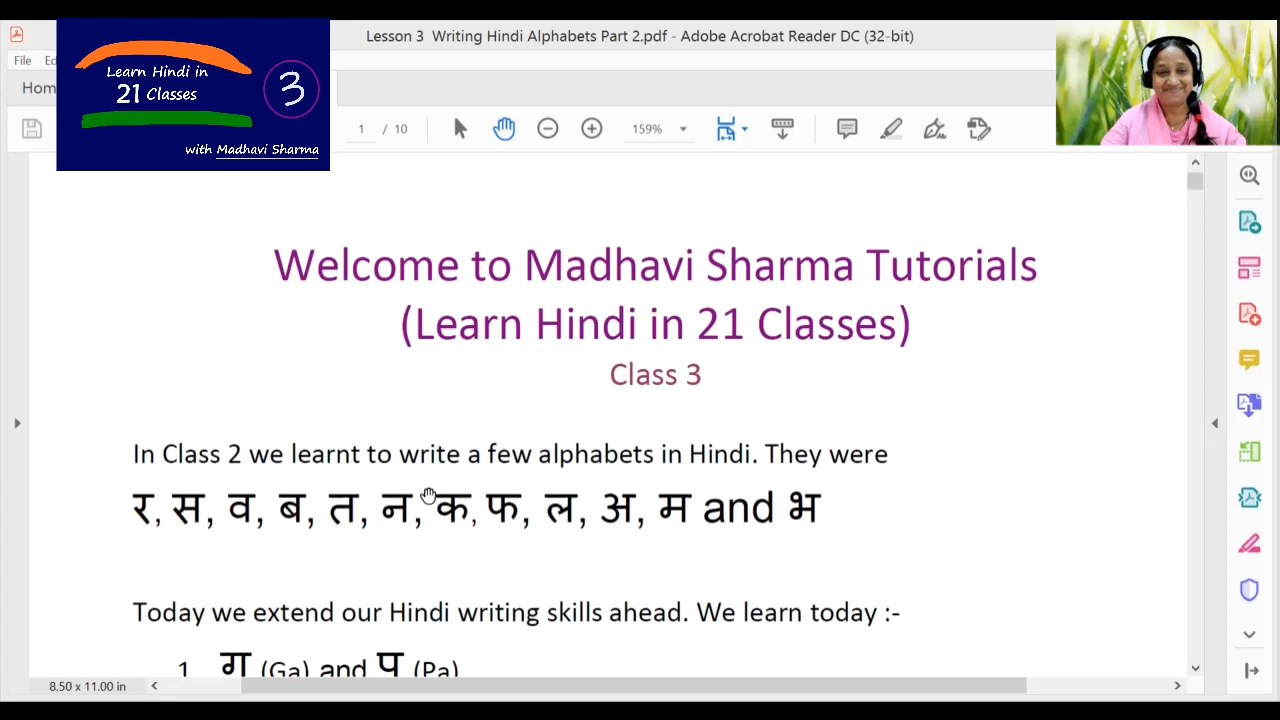 Lesson 3 Writing Hindi Alphabets Part 2.pdf - Adobe Acrobat Reader DC (32-bit)
File
Hom
Learn Hindi in
21 Classes
3
with Madhavi Sharma
1 / 10
159%
Welcome to Madhavi Sharma Tutorials
(Learn Hindi in 21 Classes)
Class 3
In Class 2 we learnt to write a few alphabets in Hindi. They were
र, स, व, ब, त, न, क, फ, ल, अ, म and भ
Today we extend our Hindi writing skills ahead. We learn today :-
1. ग (Ga) and प (Pa)
8.50 x 11.00 in